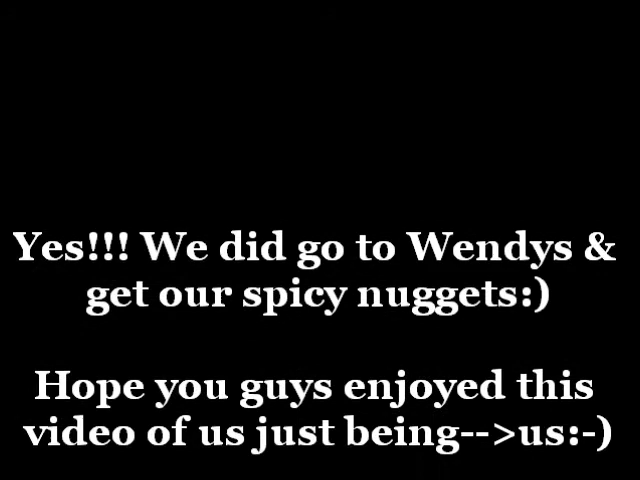 Yes!!! We did go to Wendys &
get our spicy nuggets:)
Hope you guys enjoyed this
video of us just being-->us:-)